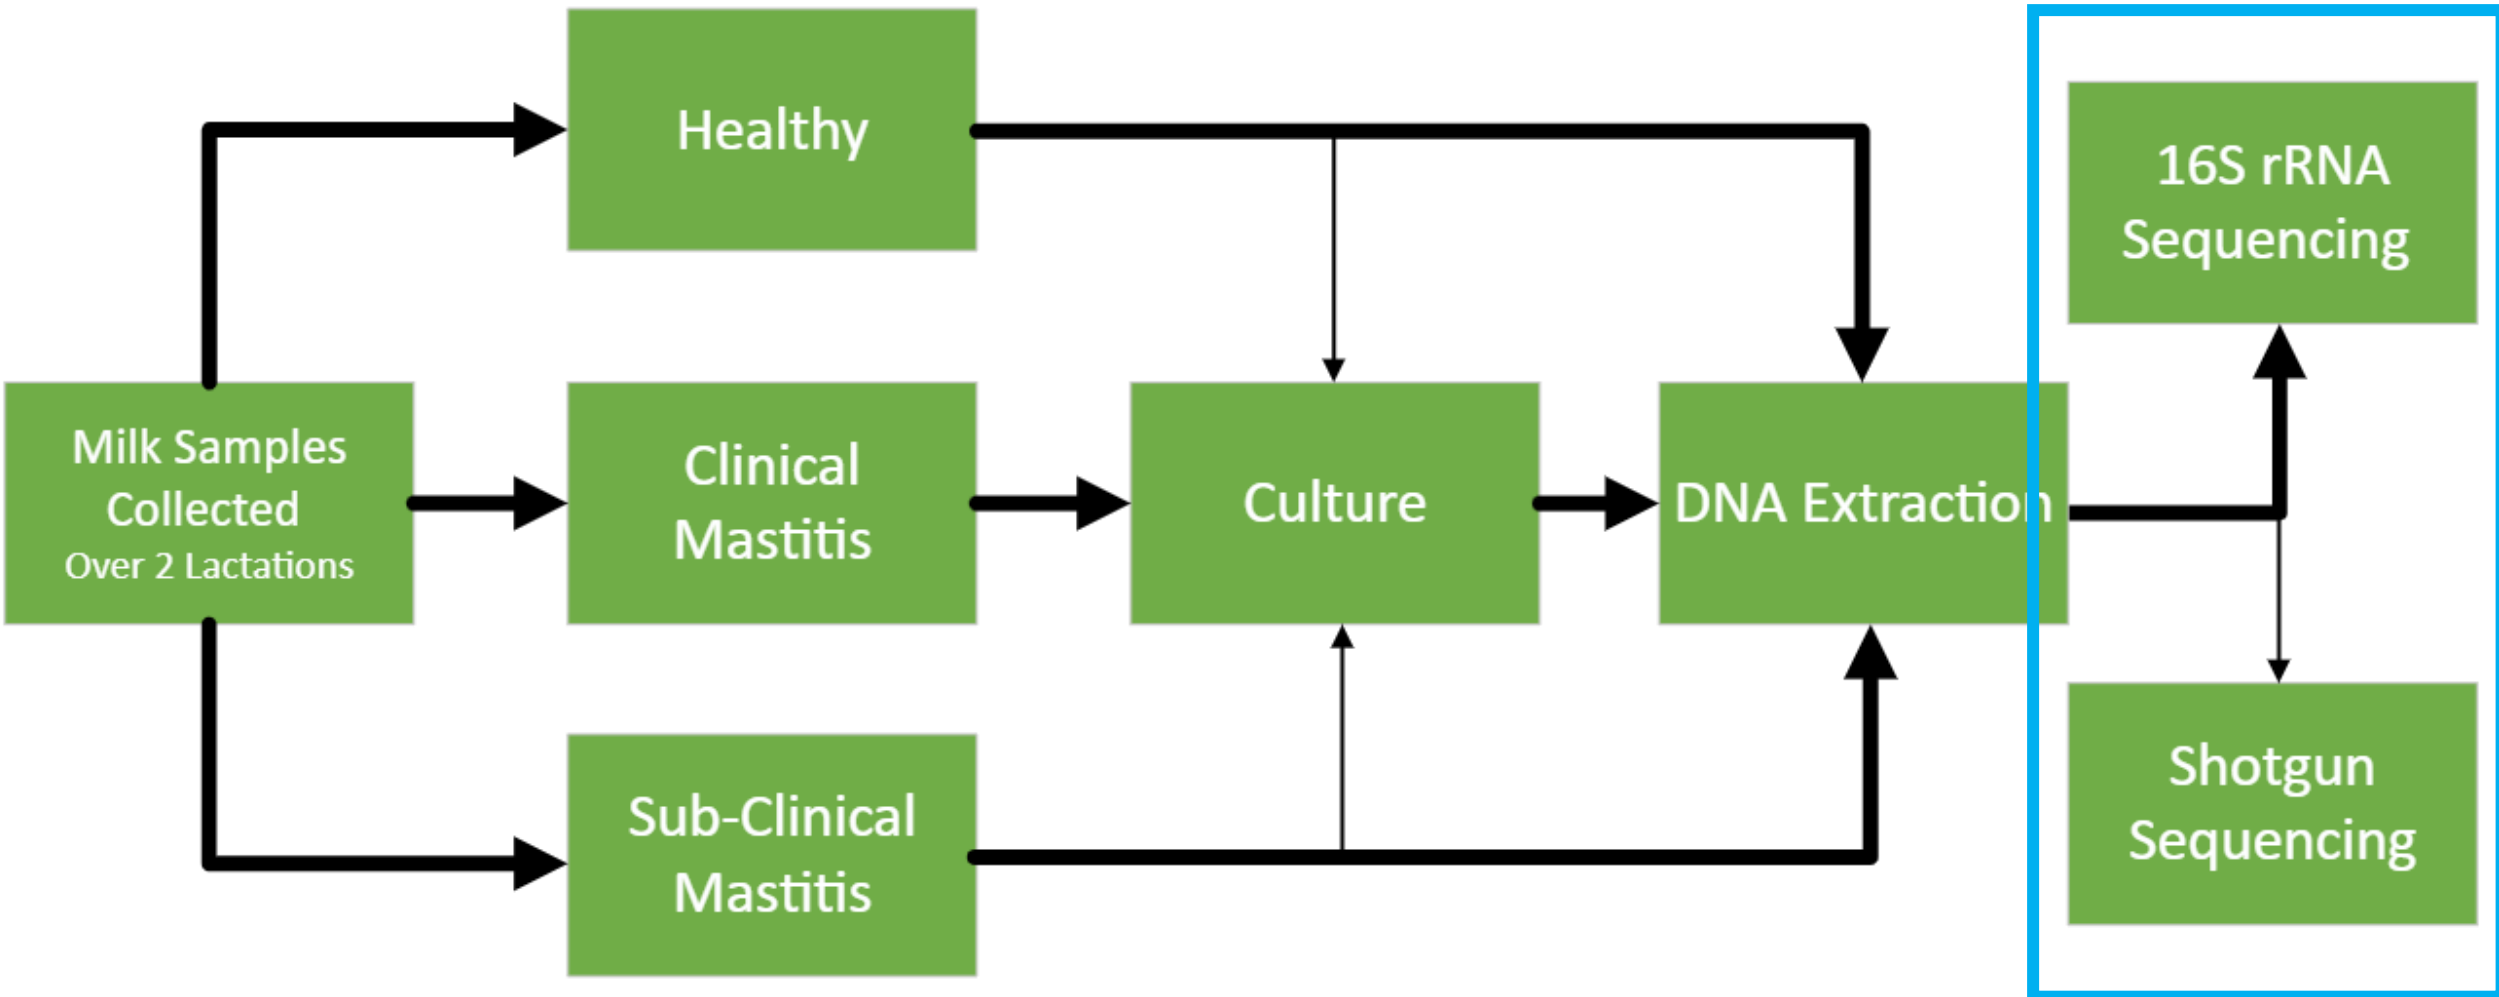 Healthy
16S rRNA
Sequencing
Milk Samples
Collected
Over 2 Lactations
Clinical
Mastitis
Culture
DNA Extraction
Sub-Clinical
Mastitis
Shotgun
Sequencing